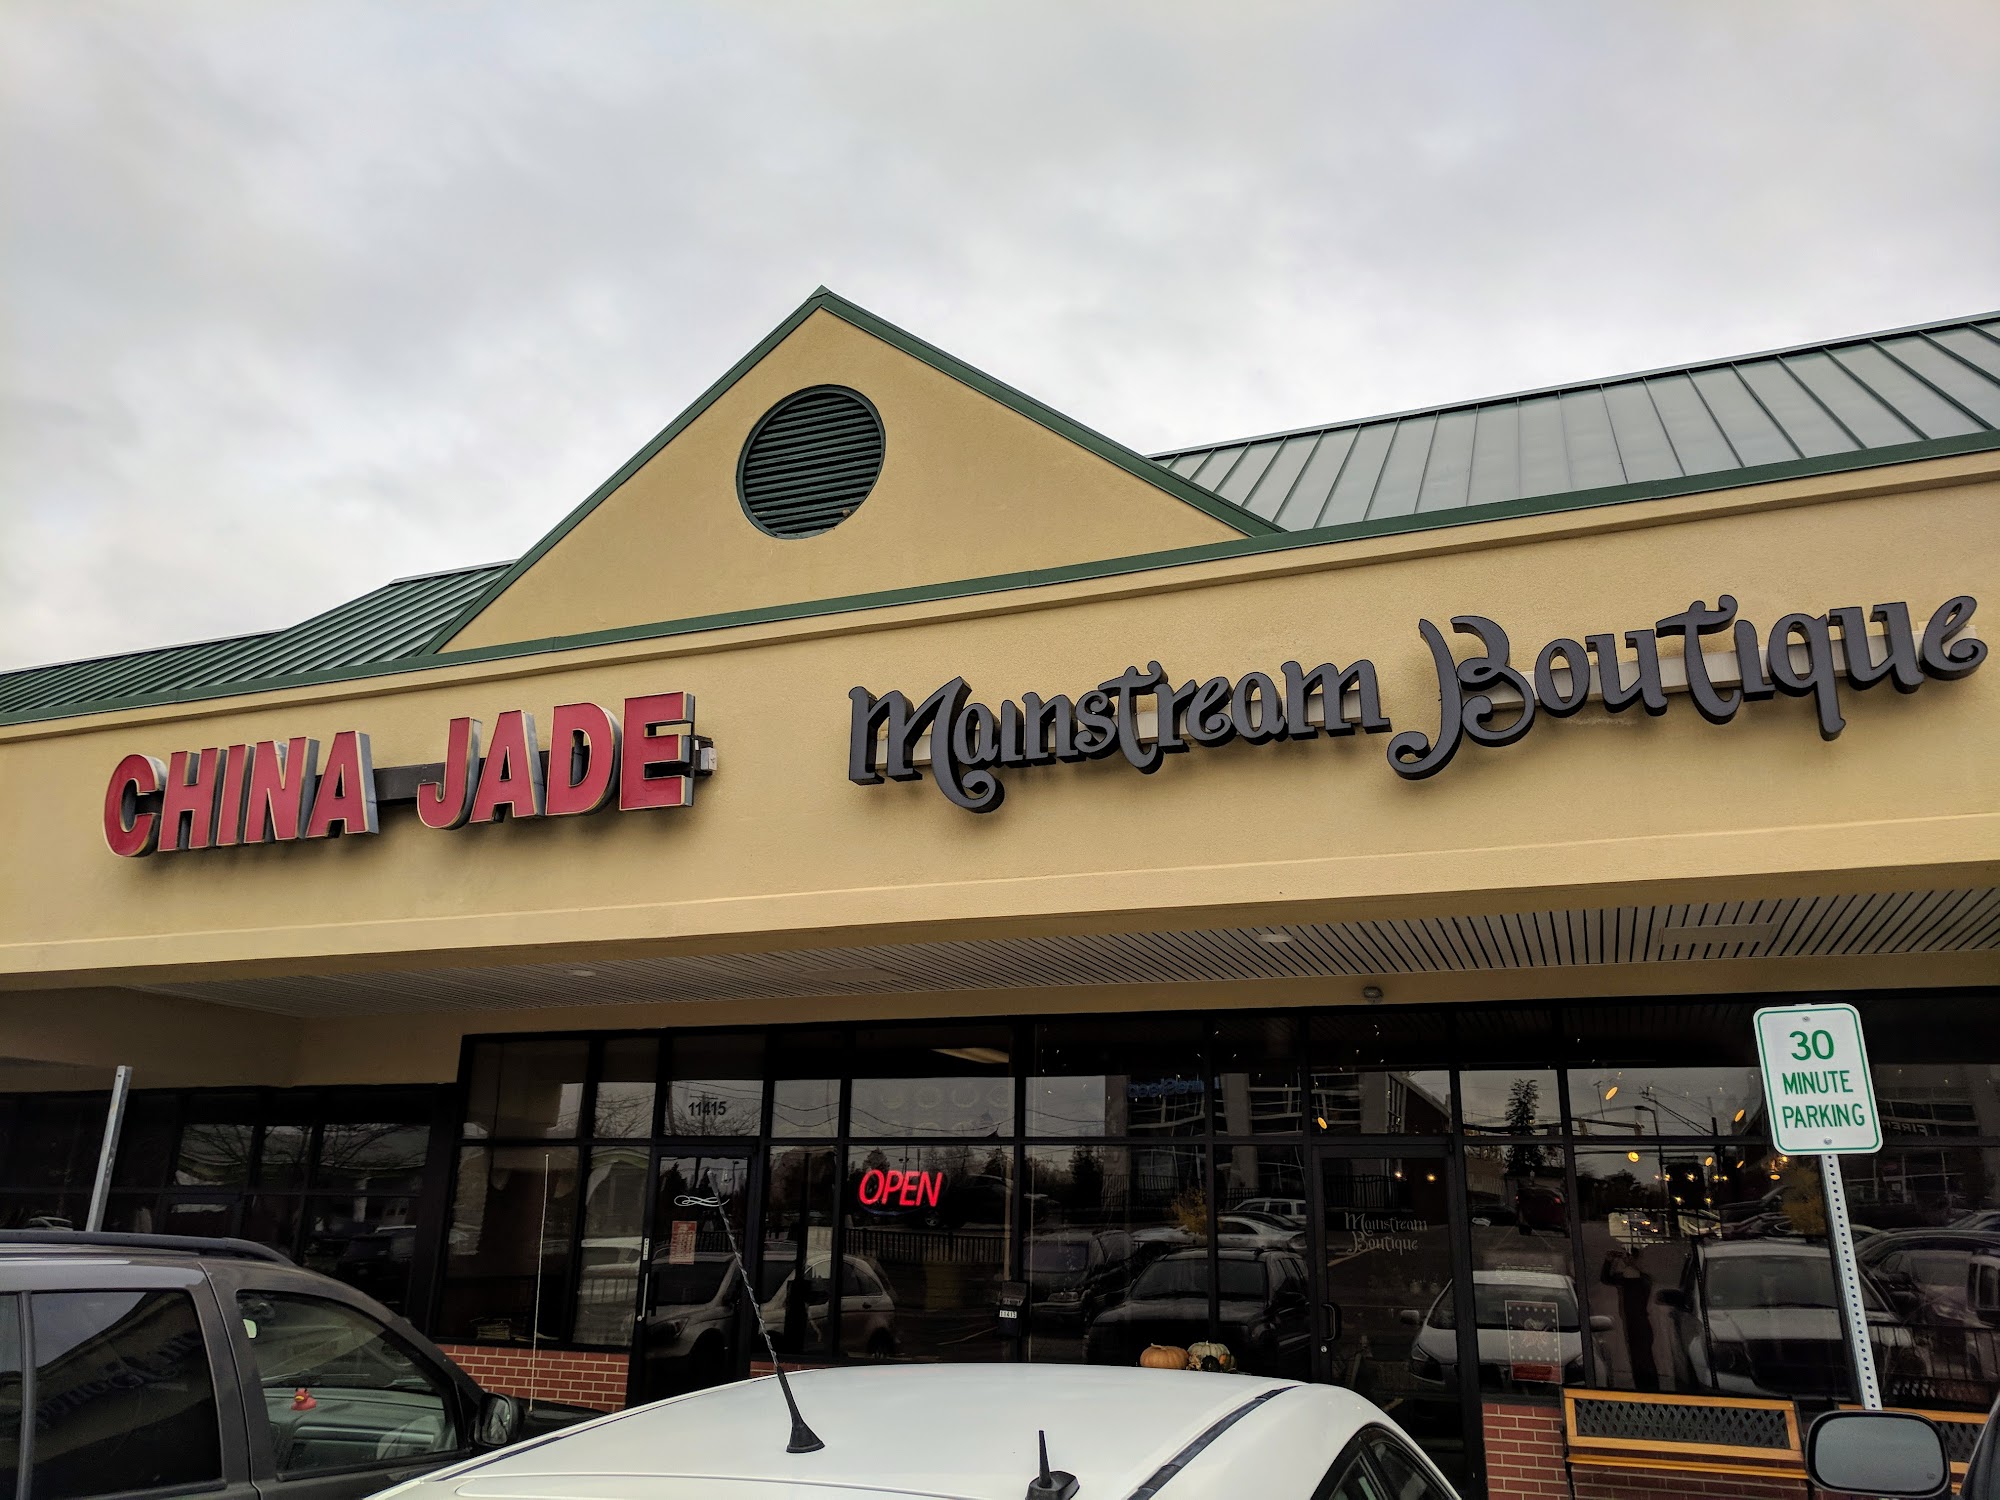 CHINA JADE
Mainstream Boutique
30
MINUTE
PARKING
11415
OPEN
Mainstream
Boutique